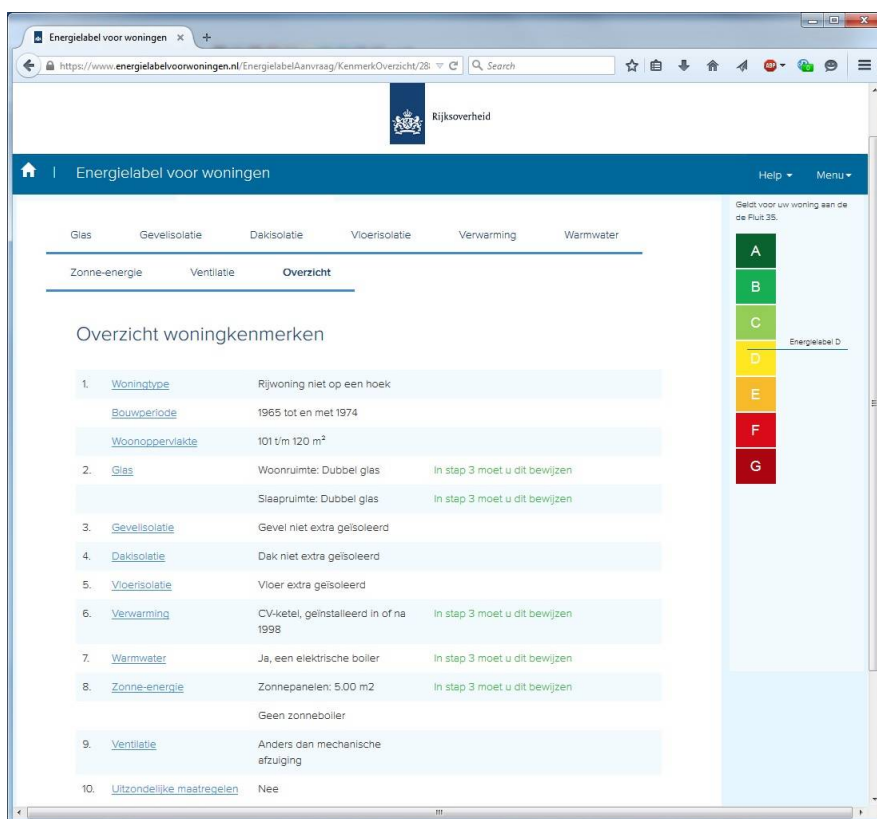 Energielabel voor woningen × +
https://www.energielabelvoorwoningen.nl/EnergielabelAanvraag/KenmerkOverzicht/28 Search ABP
Rijksoverheid
Energielabel voor woningen Help Menu
Geldt voor uw woning aan de
de Fluit 35.
Glas Gevelisolatie Dakisolatie Vloerisolatie Verwarming Warmwater
Zonne-energie Ventilatie Overzicht
A
B
C
Energielabel D
D
E
F
G
Overzicht woningkenmerken
1. Woningtype Rijwoning niet op een hoek
Bouwperiode 1965 tot en met 1974
Woonoppervlakte 101 t/m 120 m²
2. Glas Woonruimte: Dubbel glas In stap 3 moet u dit bewijzen
Slaapruimte: Dubbel glas In stap 3 moet u dit bewijzen
3. Gevelisolatie Gevel niet extra geïsoleerd
4. Dakisolatie Dak niet extra geïsoleerd
5. Vloerisolatie Vloer extra geïsoleerd
6. Verwarming CV-ketel, geïnstalleerd in of na In stap 3 moet u dit bewijzen
1998
7. Warmwater Ja, een elektrische boiler In stap 3 moet u dit bewijzen
8. Zonne-energie Zonnepanelen: 5.00 m2 In stap 3 moet u dit bewijzen
Geen zonneboiler
9. Ventilatie Anders dan mechanische
afzuiging
10. Uitzondelijke maatregelen Nee